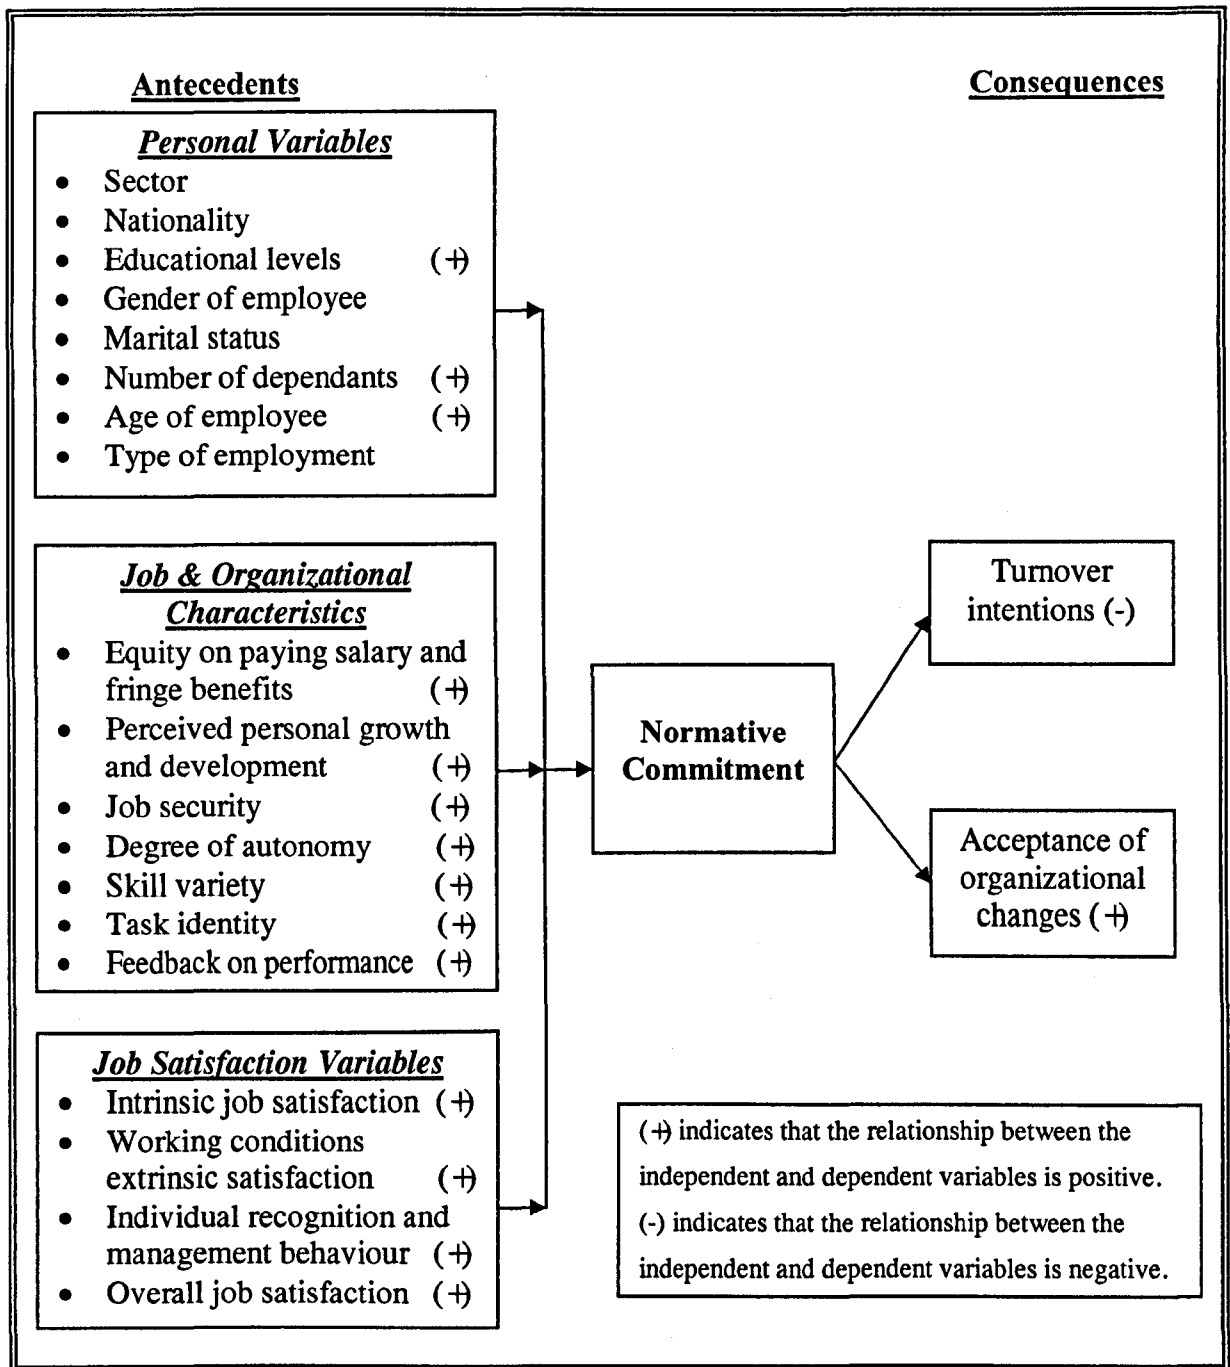 Antecedents
Consequences
Personal Variables
• Sector
• Nationality
• Educational levels (+)
• Gender of employee
• Marital status
• Number of dependants (+)
• Age of employee (+)
• Type of employment
Job & Organizational
Characteristics
• Equity on paying salary and
fringe benefits (+)
• Perceived personal growth
and development (+)
• Job security (+)
• Degree of autonomy (+)
• Skill variety (+)
• Task identity (+)
• Feedback on performance (+)
Job Satisfaction Variables
• Intrinsic job satisfaction (+)
• Working conditions
extrinsic satisfaction (+)
• Individual recognition and
management behaviour (+)
• Overall job satisfaction (+)
Normative
Commitment
Turnover
intentions (-)
Acceptance of
organizational
changes (+)
(+) indicates that the relationship between the
independent and dependent variables is positive.
(-) indicates that the relationship between the
independent and dependent variables is negative.